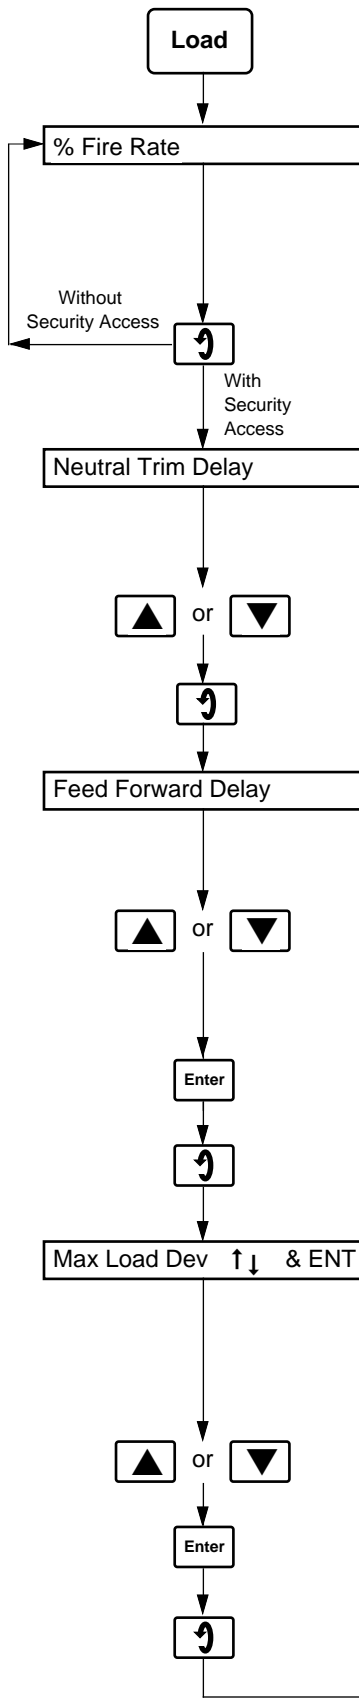 Load
% Fire Rate
Without
Security Access
With
Security
Access
Neutral Trim Delay
or
Feed Forward Delay
or
Enter
Max Load Dev ↑↓ & ENT
or
Enter